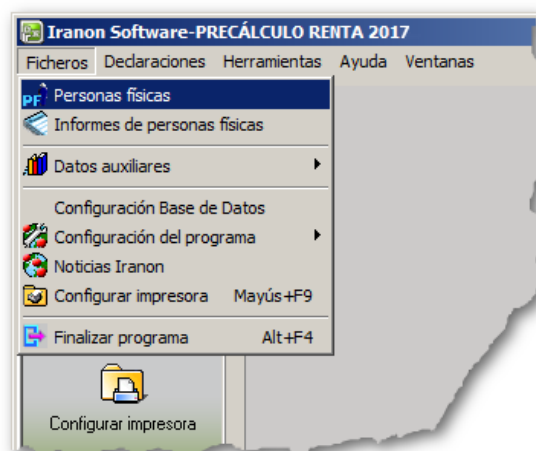 Iranon Software-PRECÁLCULO RENTA 2017
Ficheros Declaraciones Herramientas Ayuda Ventanas
PF Personas físicas
Informes de personas físicas
Datos auxiliares
Configuración Base de Datos
Configuración del programa
Noticias Iranon
Configurar impresora Mayús+F9
Finalizar programa Alt+F4
Configurar impresora